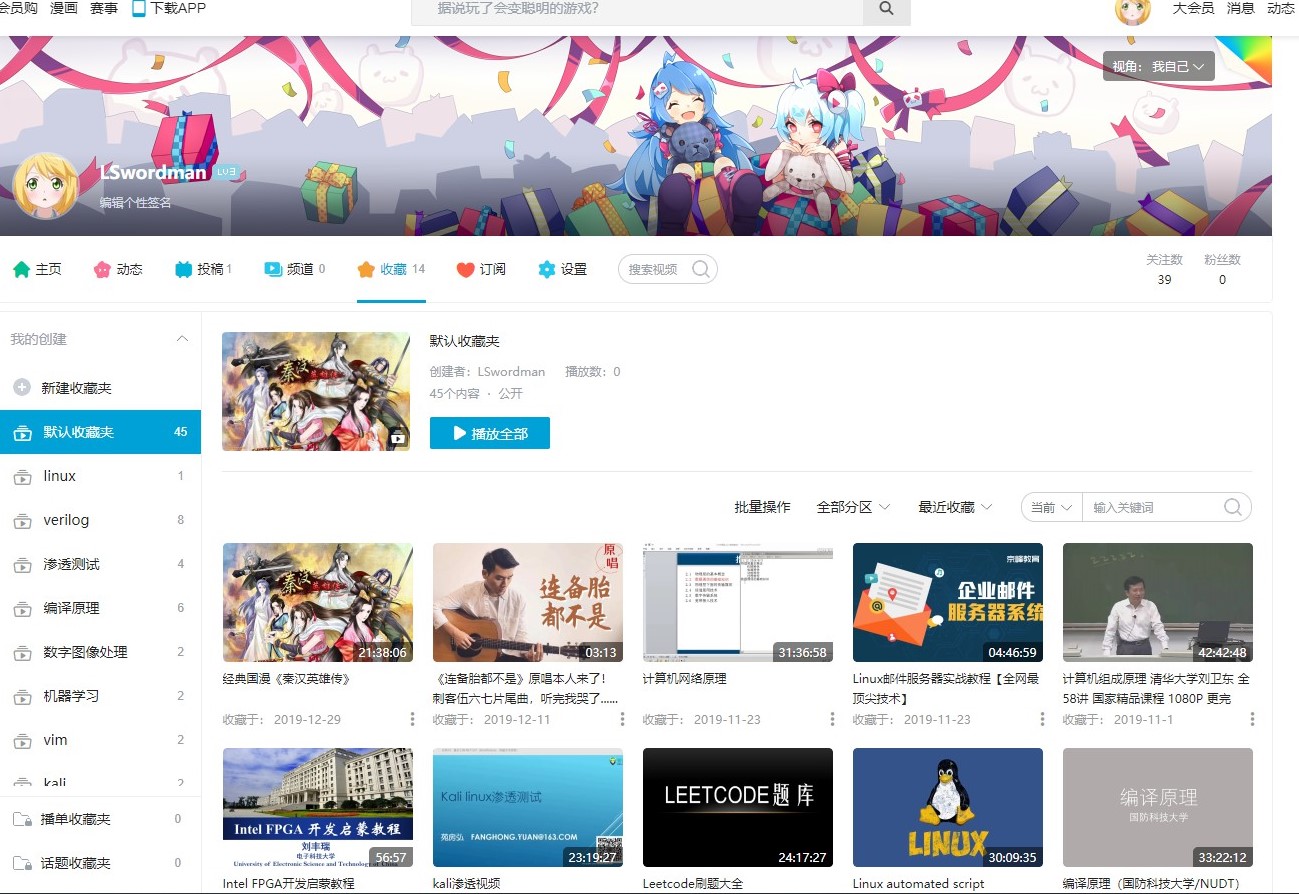 会员购 漫画 赛事 下载APP
据说玩了会变聪明的游戏?
大会员 消息 动态
视角： 我自己
LSwordman LV3
编辑个性签名
主页 动态 投稿 1 频道 0 收藏 14 订阅 设置
搜索视频
关注数 粉丝数
39 0
我的创建
新建收藏夹
默认收藏夹 45
linux 1
verilog 8
渗透测试 4
编译原理 6
数字图像处理 2
机器学习 2
vim 2
kali 2
播单收藏夹 0
话题收藏夹 0
秦汉英雄传
默认收藏夹
创建者：LSwordman 播放数：0
45个内容 · 公开
播放全部
批量操作 全部分区 最近收藏 当前 输入关键词
秦汉英雄传
21:38:06
经典国漫《秦汉英雄传》
收藏于： 2019-12-29
原唱
连备胎
都不是
03:13
《连备胎都不是》原唱本人来了！
刺客伍六七片尾曲，听完我哭了......
收藏于： 2019-12-11
31:36:58
计算机网络原理
收藏于： 2019-11-23
京峰教育
企业邮件
服务器系统
04:46:59
Linux邮件服务器实战教程【全网最
顶尖技术】
收藏于： 2019-11-23
42:42:48
计算机组成原理 清华大学刘卫东 全
58讲 国家精品课程 1080P 更完
收藏于： 2019-11-1
Intel FPGA 开发启蒙教程
刘丰瑞
电子科技大学
University of Electronic Science and Technology of
56:57
Intel FPGA开发启蒙教程
Kali linux渗透测试
苑房弘 FANGHONG.YUAN@163.COM
23:19:27
kali渗透视频
LEETCODE题库
24:17:27
Leetcode刷题大全
LINUX
30:09:35
Linux automated script
编译原理
国防科技大学
33:22:12
编译原理（国防科技大学/NUDT）